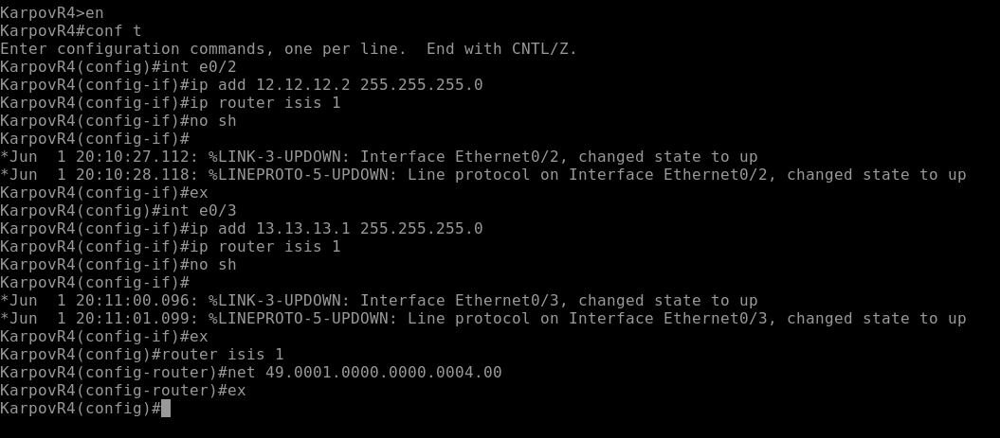 KarpovR4>en
KarpovR4#conf t
Enter configuration commands, one per line.  End with CNTL/Z.
KarpovR4(config)#int e0/2
KarpovR4(config-if)#ip add 12.12.12.2 255.255.255.0
KarpovR4(config-if)#ip router isis 1
KarpovR4(config-if)#no sh
KarpovR4(config-if)#
*Jun  1 20:10:27.112: %LINK-3-UPDOWN: Interface Ethernet0/2, changed state to up
*Jun  1 20:10:28.118: %LINEPROTO-5-UPDOWN: Line protocol on Interface Ethernet0/2, changed state to up
KarpovR4(config-if)#ex
KarpovR4(config)#int e0/3
KarpovR4(config-if)#ip add 13.13.13.1 255.255.255.0
KarpovR4(config-if)#ip router isis 1
KarpovR4(config-if)#no sh
KarpovR4(config-if)#
*Jun  1 20:11:00.096: %LINK-3-UPDOWN: Interface Ethernet0/3, changed state to up
*Jun  1 20:11:01.099: %LINEPROTO-5-UPDOWN: Line protocol on Interface Ethernet0/3, changed state to up
KarpovR4(config-if)#ex
KarpovR4(config)#router isis 1
KarpovR4(config-router)#net 49.0001.0000.0000.0004.00
KarpovR4(config-router)#ex
KarpovR4(config)#